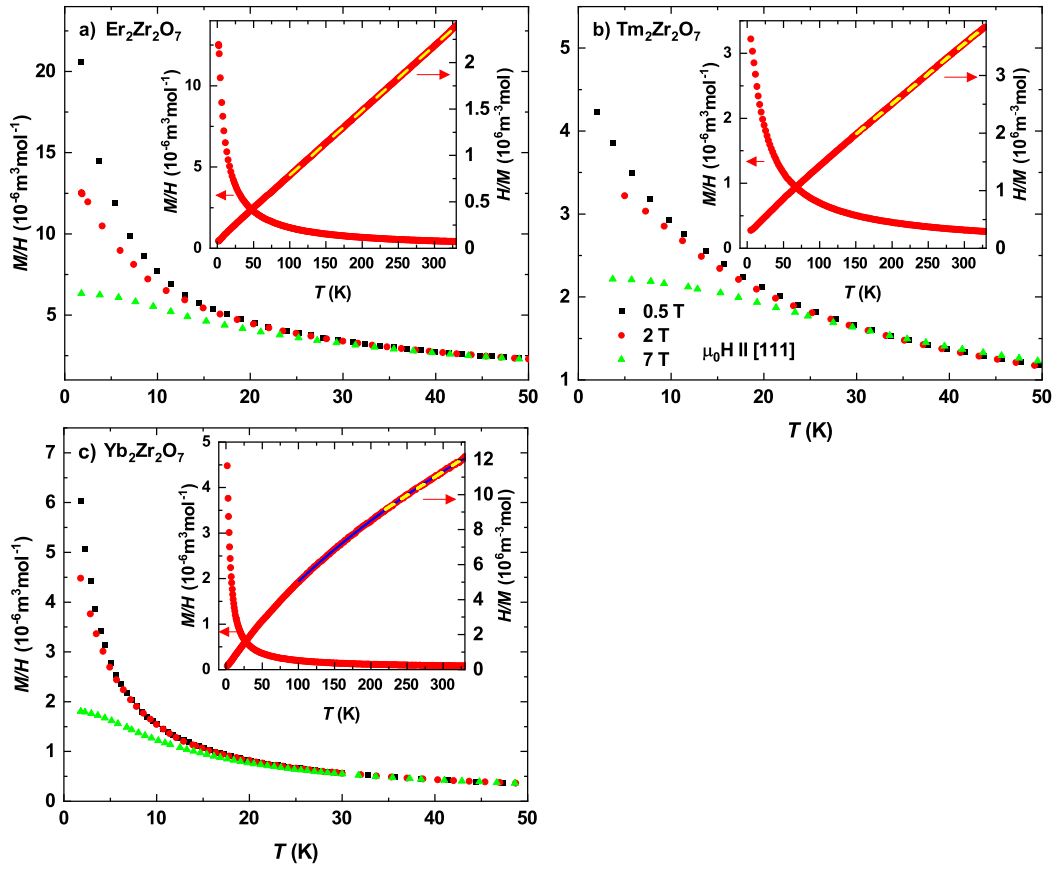 a) Er₂Zr₂O₇
M/H (10⁻⁶m³mol⁻¹)
20
15
10
5
0 10 20 30 40 50
M/H (10⁻⁶m³mol⁻¹)
10
5
0
H/M (10⁶m⁻³mol)
2
1
0
0 50 100 150 200 250 300
T (K)
b) Tm₂Zr₂O₇
M/H (10⁻⁶m³mol⁻¹)
5
4
3
2
1
0 10 20 30 40 50
T (K)
M/H (10⁻⁶m³mol⁻¹)
3
2
1
0
H/M (10⁶m⁻³mol)
3
2
1
0
0 50 100 150 200 250 300
T (K)
0.5 T
2 T
7 T
μ₀H II [111]
c) Yb₂Zr₂O₇
M/H (10⁻⁶m³mol⁻¹)
7
6
5
4
3
2
1
0
0 10 20 30 40 50
T (K)
M/H (10⁻⁶m³mol⁻¹)
5
4
3
2
1
0
H/M (10⁶m⁻³mol)
12
10
8
6
4
2
0
0 50 100 150 200 250 300
T (K)